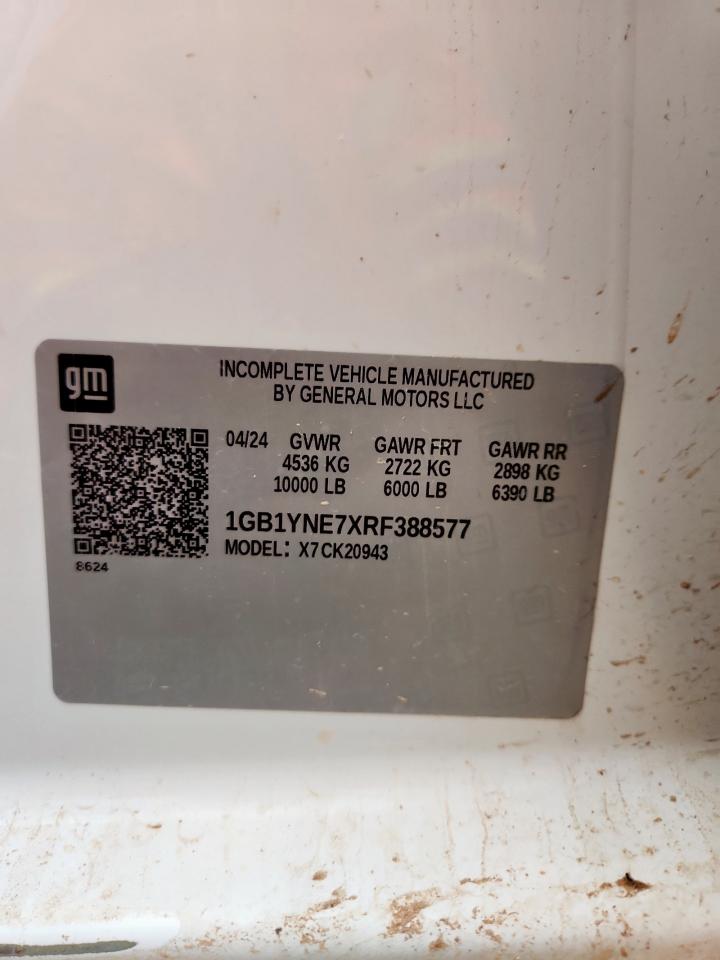 gm
INCOMPLETE VEHICLE MANUFACTURED
BY GENERAL MOTORS LLC
04/24 GVWR GAWR FRT GAWR RR
4536 KG 2722 KG 2898 KG
10000 LB 6000 LB 6390 LB
1GB1YNE7XRF388577
MODEL: X7CK20943
8624